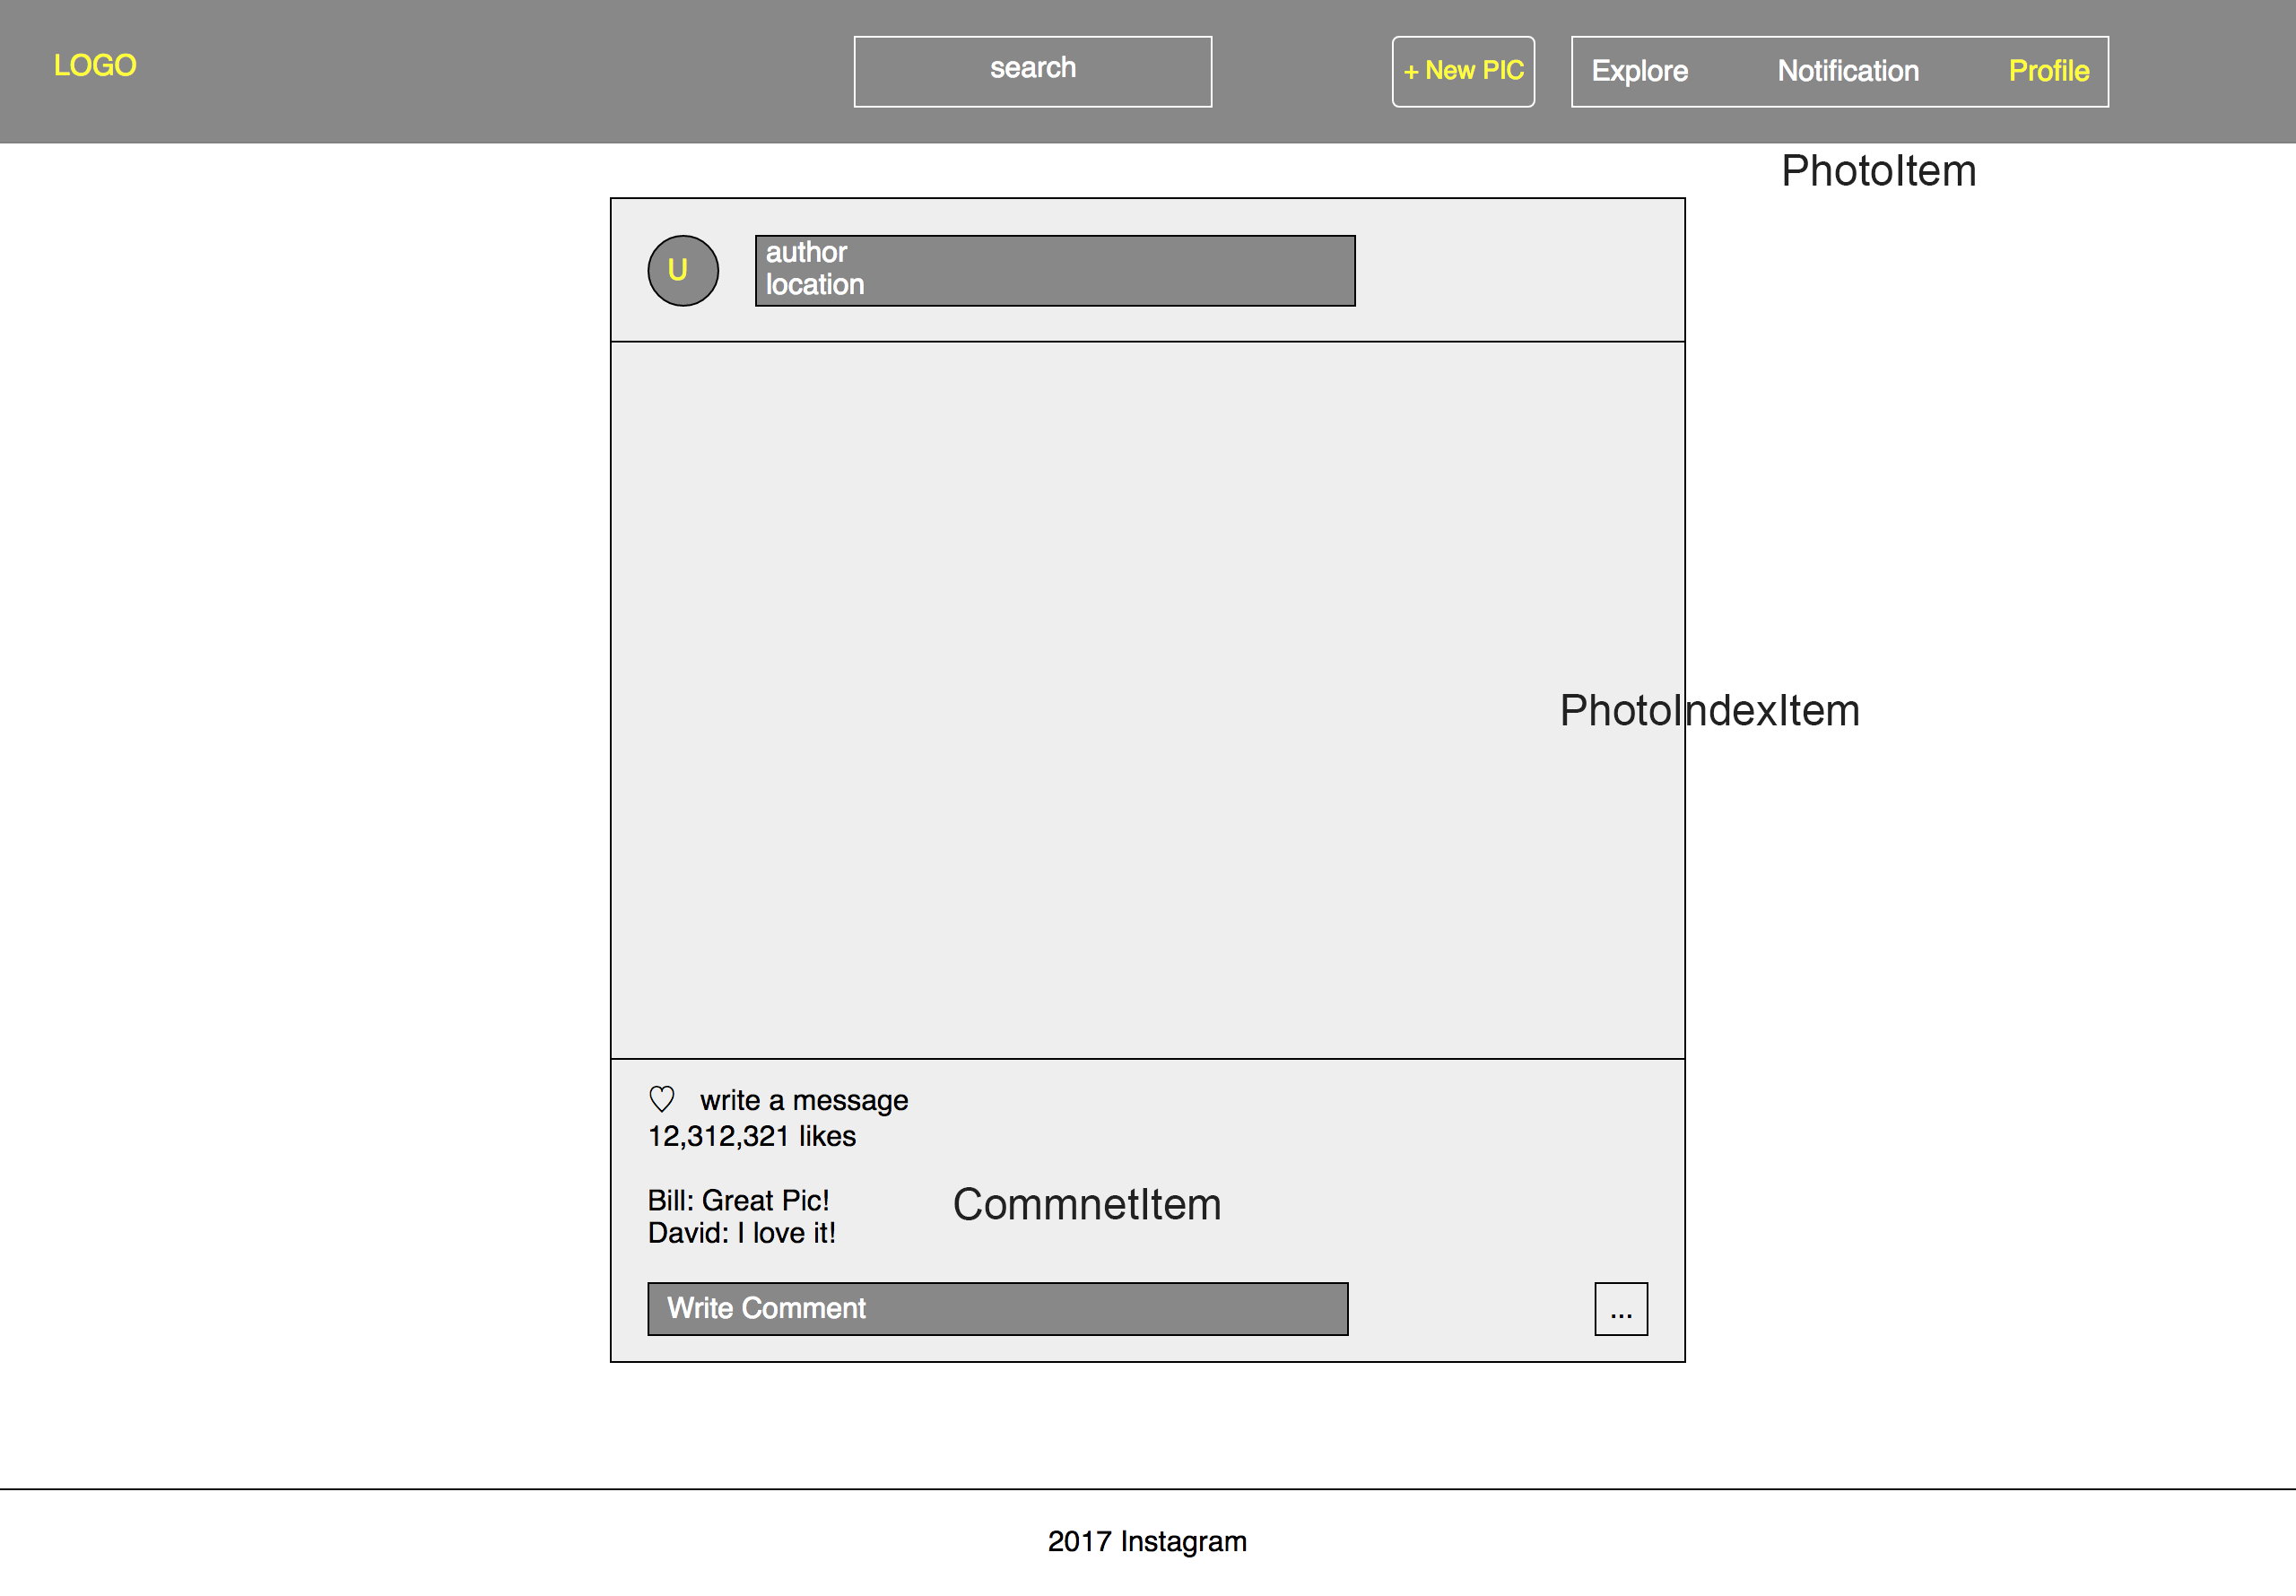 LOGO
search
+ New PIC
Explore
Notification
Profile
PhotoItem
U
author
location
PhotoIndexItem
♡ write a message
12,312,321 likes
Bill: Great Pic!
CommnetItem
David: I love it!
Write Comment
...
2017 Instagram